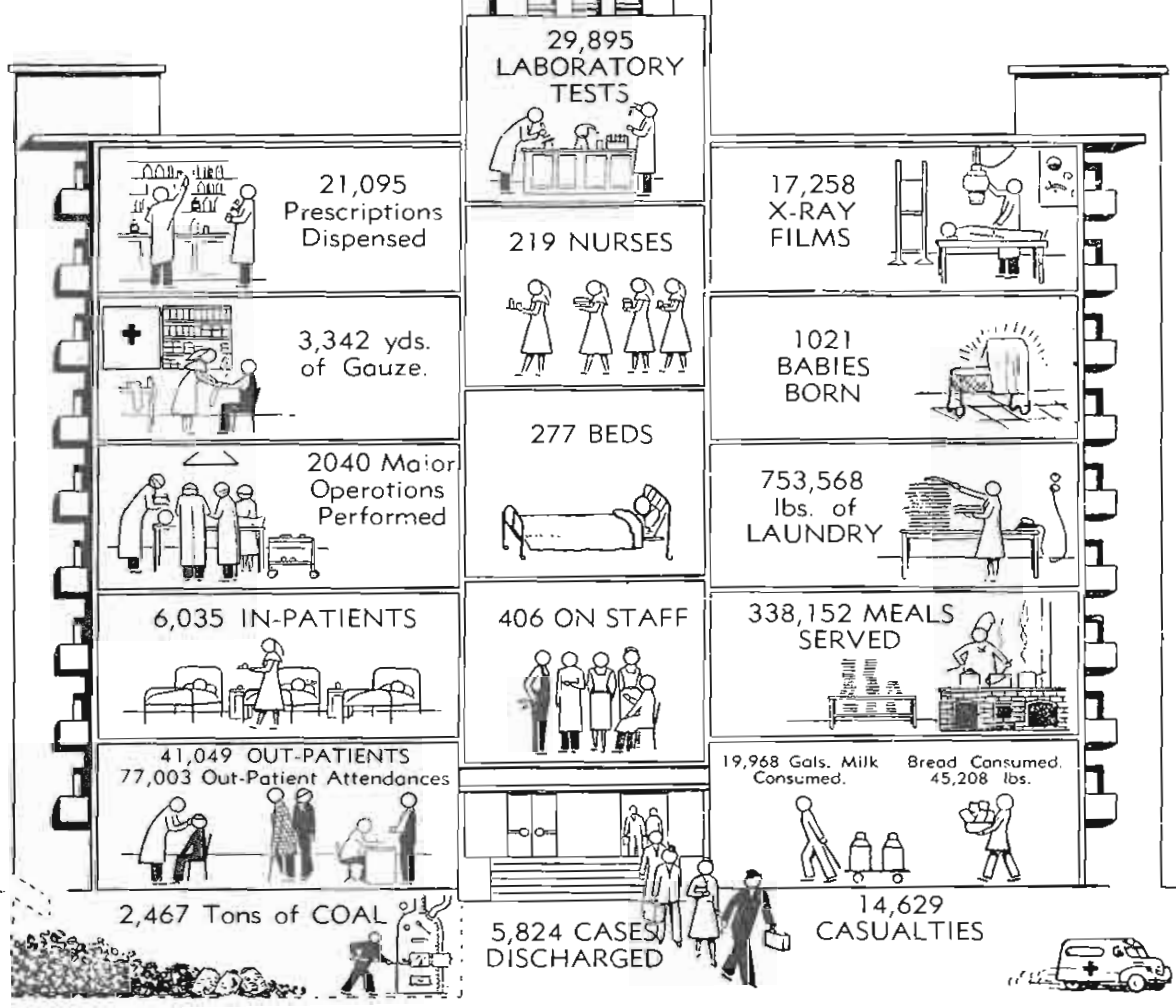 29,895
LABORATORY
TESTS
21,095
Prescriptions
Dispensed
219 NURSES
17,258
X-RAY
FILMS
3,342 yds.
of Gauze.
277 BEDS
1021
BABIES
BORN
2040 Major
Operations
Performed
753,568
lbs. of
LAUNDRY
6,035 IN-PATIENTS
406 ON STAFF
338,152 MEALS
SERVED
41,049 OUT-PATIENTS
77,003 Out-Patient Attendances
19,968 Gals. Milk
Consumed.
Bread Consumed.
45,208 lbs.
2,467 Tons of COAL
5,824 CASES
DISCHARGED
14,629
CASUALTIES